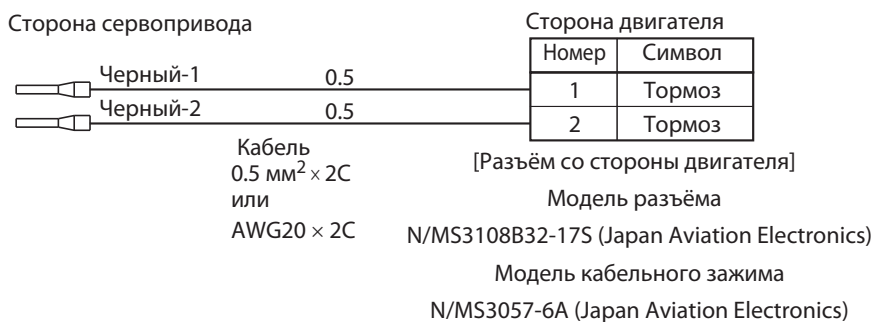 Сторона сервопривода
Сторона двигателя
Номер Символ
Черный-1 0.5 1 Тормоз
Черный-2 0.5 2 Тормоз
Кабель
0.5 мм² × 2C
или
AWG20 × 2C
[Разъём со стороны двигателя]
Модель разъёма
N/MS3108B32-17S (Japan Aviation Electronics)
Модель кабельного зажима
N/MS3057-6A (Japan Aviation Electronics)